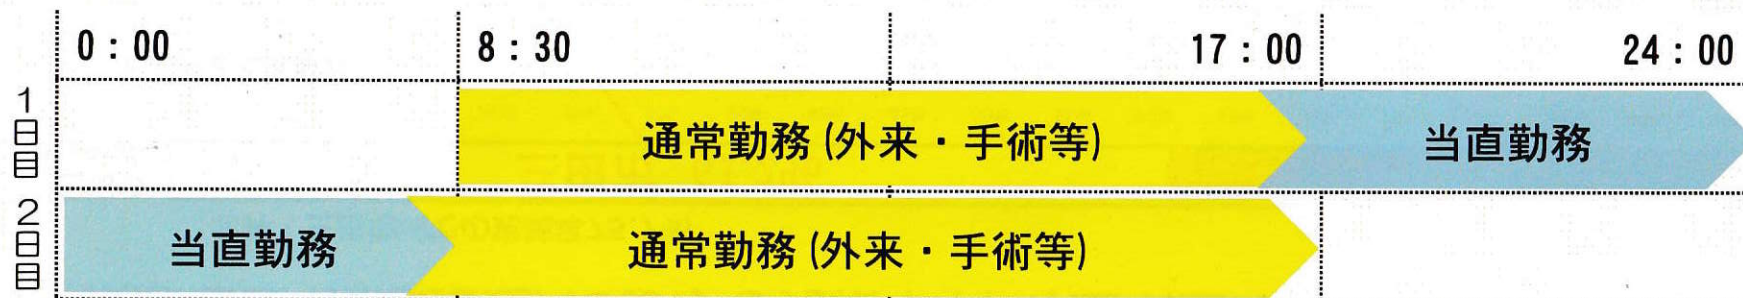 0：00 8：30 17：00 24：00
1日目 通常勤務(外来・手術等) 当直勤務
2日目 当直勤務 通常勤務(外来・手術等)